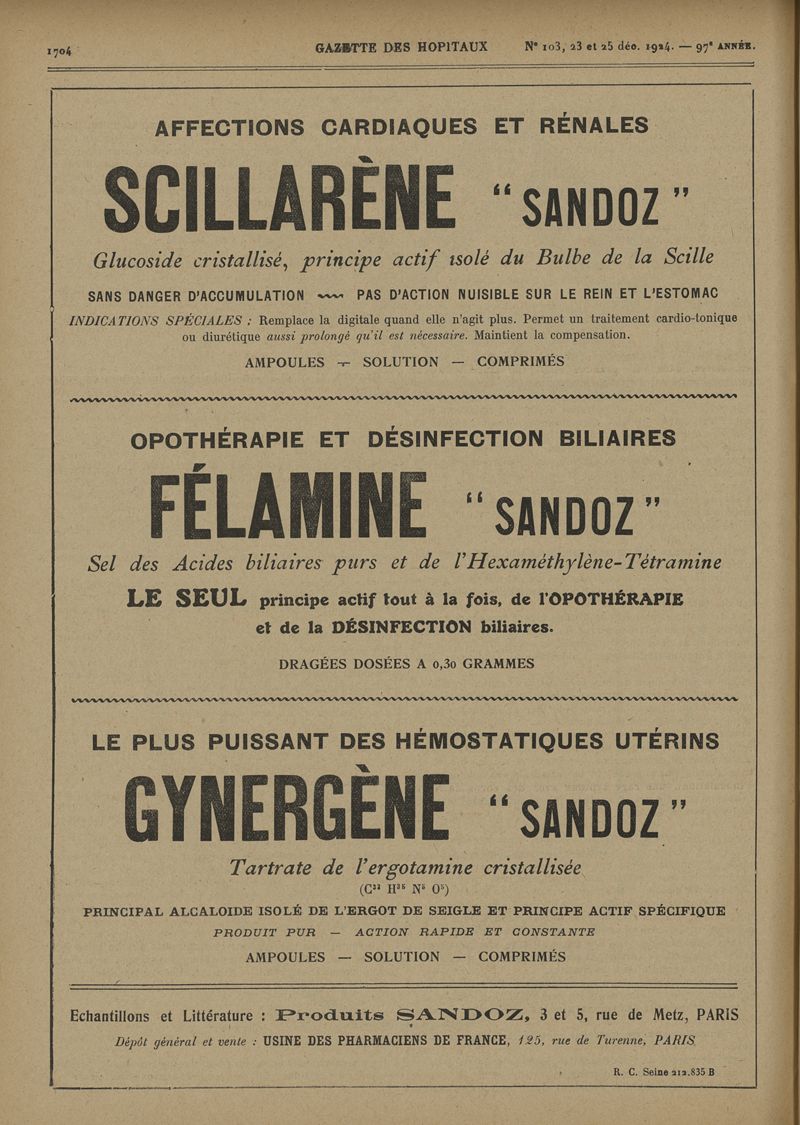 1704
GAZETTE DES HOPITAUX
N° 103, 23 et 25 déc. 1924. — 97e ANNÉE.
AFFECTIONS CARDIAQUES ET RÉNALES
SCILLARÈNE “ SANDOZ ”
Glucoside cristallisé, principe actif isolé du Bulbe de la Scille
SANS DANGER D'ACCUMULATION PAS D'ACTION NUISIBLE SUR LE REIN ET L'ESTOMAC
INDICATIONS SPÉCIALES : Remplace la digitale quand elle n'agit plus. Permet un traitement cardio-tonique
ou diurétique aussi prolongé qu'il est nécessaire. Maintient la compensation.
AMPOULES — SOLUTION — COMPRIMÉS
OPOTHÉRAPIE ET DÉSINFECTION BILIAIRES
FÉLAMINE “ SANDOZ ”
Sel des Acides biliaires purs et de l'Hexaméthylène-Tétramine
LE SEUL principe actif tout à la fois, de l'OPOTHÉRAPIE
et de la DÉSINFECTION biliaires.
DRAGÉES DOSÉES A 0,30 GRAMMES
LE PLUS PUISSANT DES HÉMOSTATIQUES UTÉRINS
GYNERGÈNE “ SANDOZ ”
Tartrate de l'ergotamine cristallisée
(C³³ H³⁵ N⁵ O⁵)
PRINCIPAL ALCALOIDE ISOLÉ DE L'ERGOT DE SEIGLE ET PRINCIPE ACTIF SPÉCIFIQUE
PRODUIT PUR — ACTION RAPIDE ET CONSTANTE
AMPOULES — SOLUTION — COMPRIMÉS
Echantillons et Littérature : Produits SANDOZ, 3 et 5, rue de Metz, PARIS
Dépôt général et vente : USINE DES PHARMACIENS DE FRANCE, 125, rue de Turenne, PARIS
R. C. Seine 212.835 B